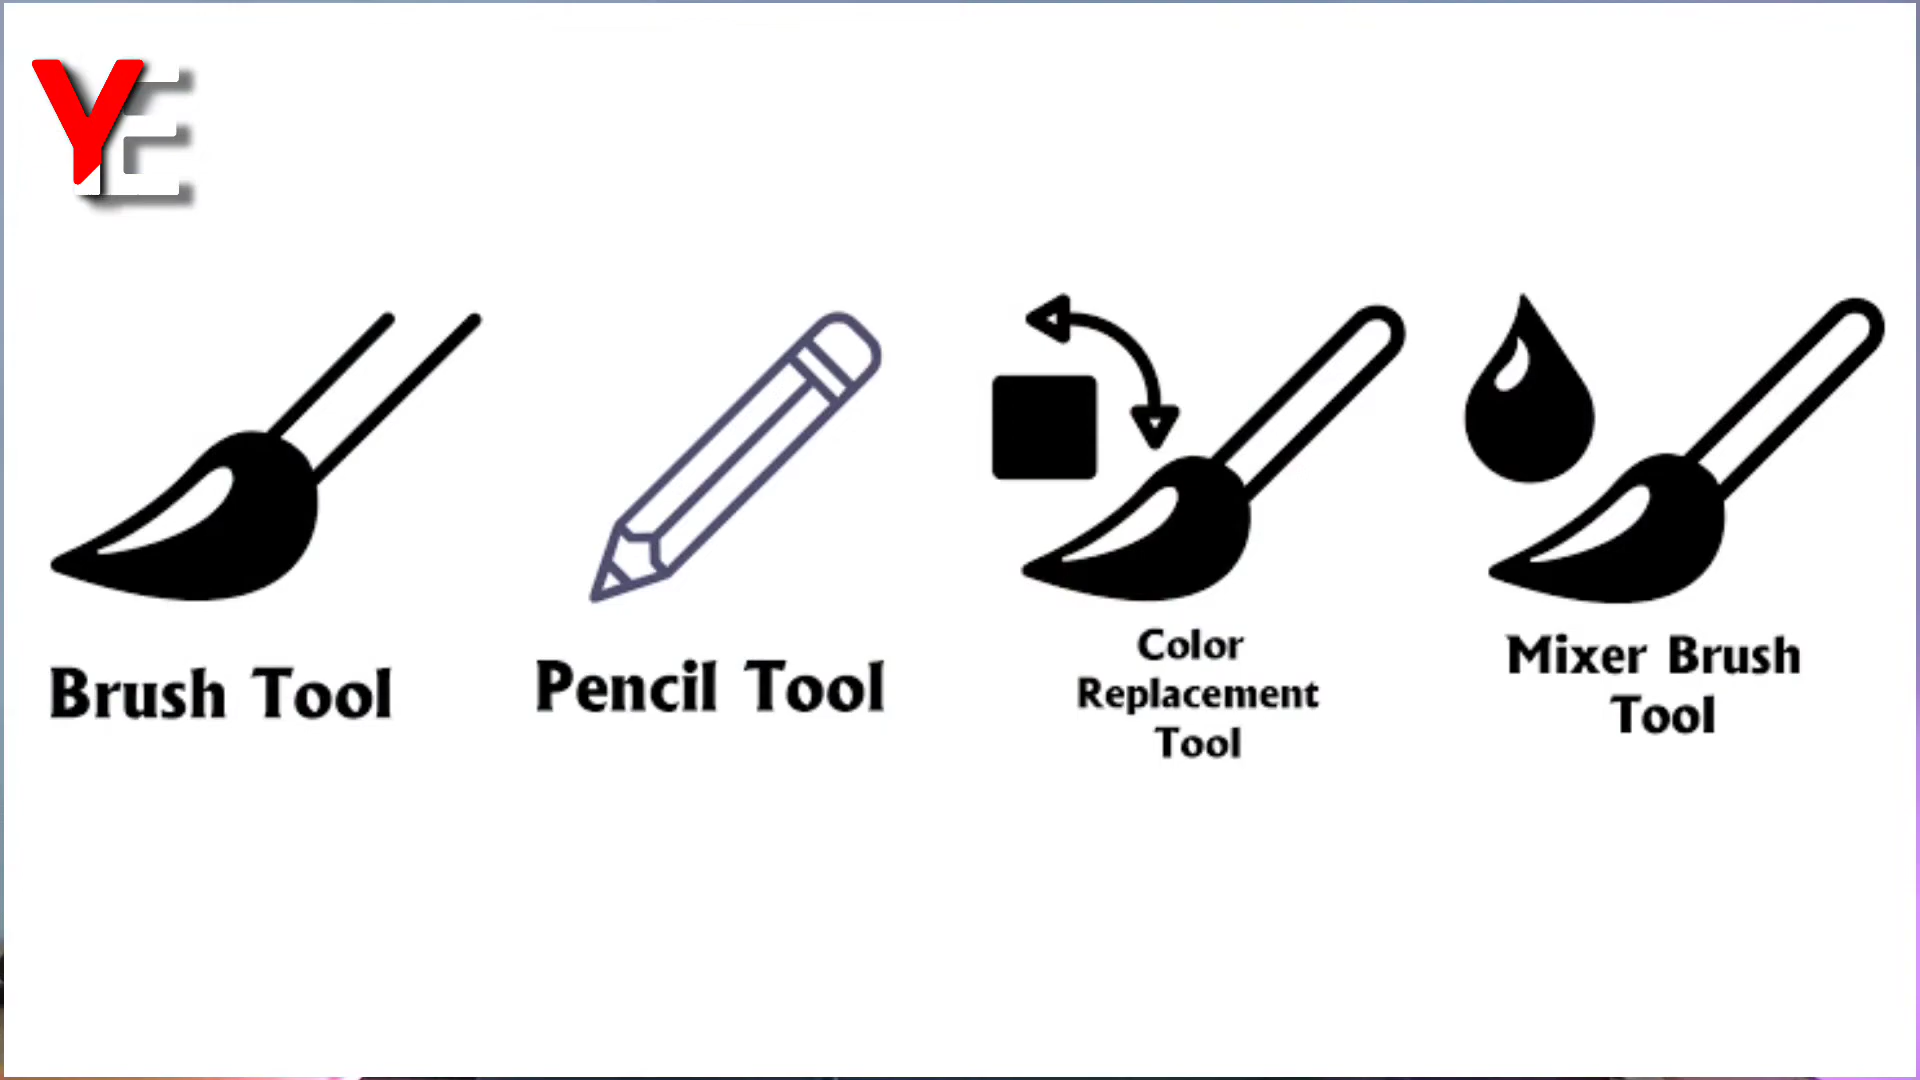 YE
Brush Tool
Pencil Tool
Color
Replacement
Tool
Mixer Brush
Tool